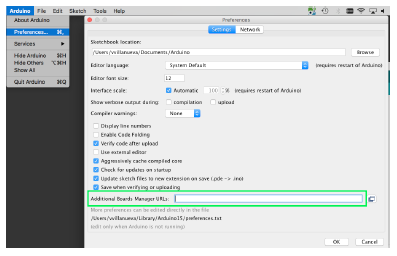 Arduino File Edit Sketch Tools Help
About Arduino
Preferences... ⌘,
Services
Hide Arduino ⌘H
Hide Others ⌥⌘H
Show All
Quit Arduino ⌘Q
Preferences
Settings Network
Sketchbook location:
/Users/vvillanueva/Documents/Arduino
Browse
Editor language: System Default (requires restart of Arduino)
Editor font size: 12
Interface scale: Automatic 100 % (requires restart of Arduino)
Show verbose output during: compilation upload
Compiler warnings: None
Display line numbers
Enable Code Folding
Verify code after upload
Use external editor
Aggressively cache compiled core
Check for updates on startup
Update sketch files to new extension on save (.pde -> .ino)
Save when verifying or uploading
Additional Boards Manager URLs:
More preferences can be edited directly in the file
/Users/vvillanueva/Library/Arduino15/preferences.txt
(edit only when Arduino is not running)
OK Cancel